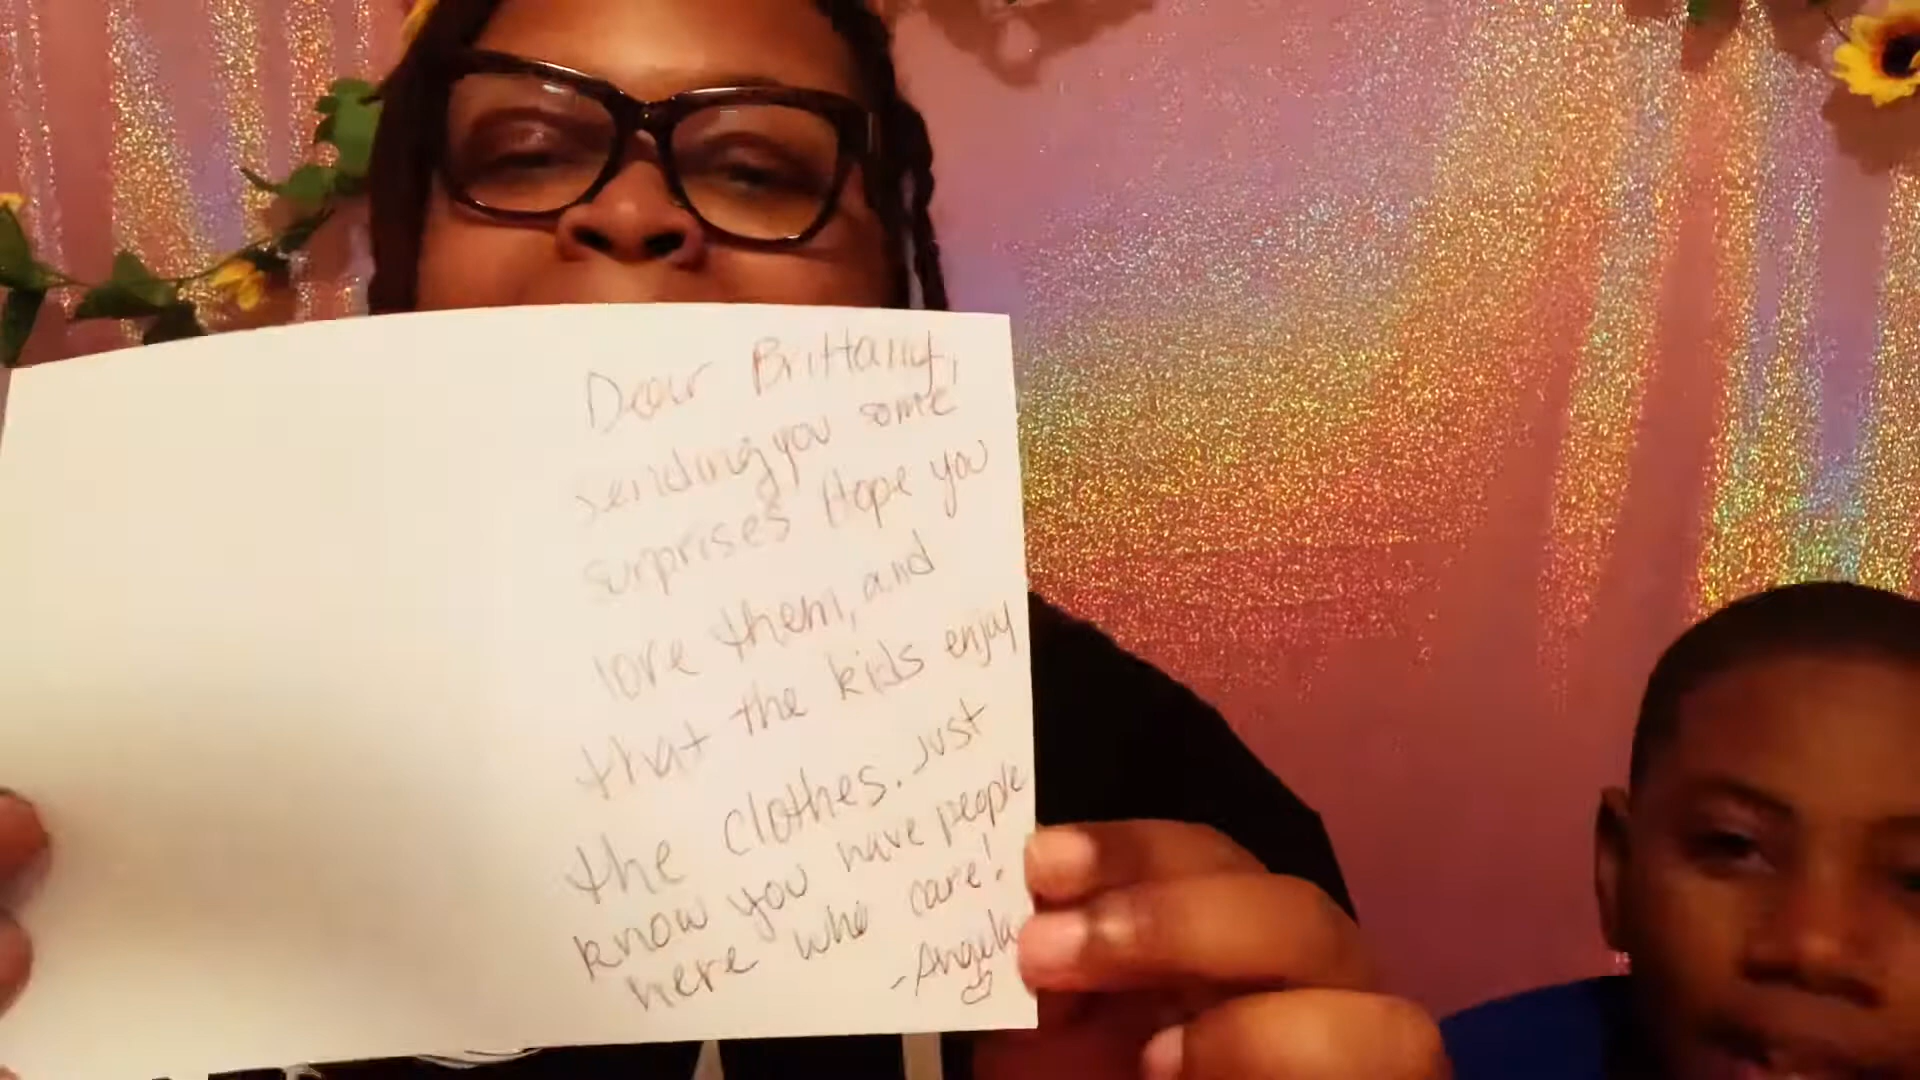 Dear Brittany,
sending you some
surprises Hope you
love them, and
that the kids enjoy
the clothes. Just
know you have people
here who care!
-Angela